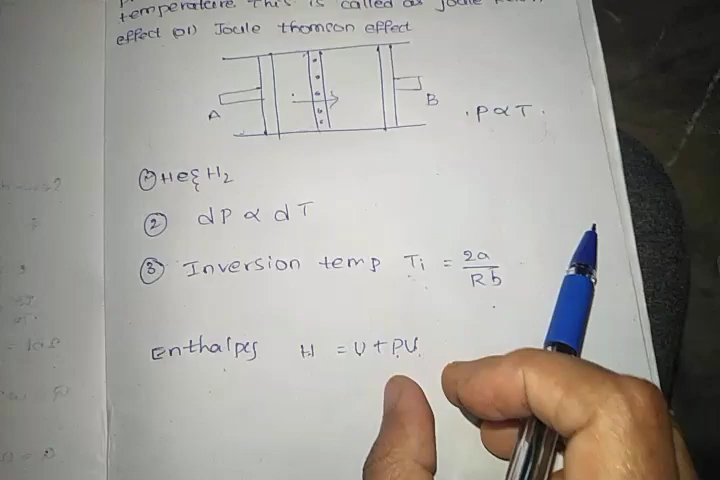 temperature. This is called as Joule
effect (or) Joule thomson effect
A
B
P∝T.
① He & H₂
② dP ∝ dT
③ Inversion temp Ti = 2a/Rb
Enthalpy H = U + PV.